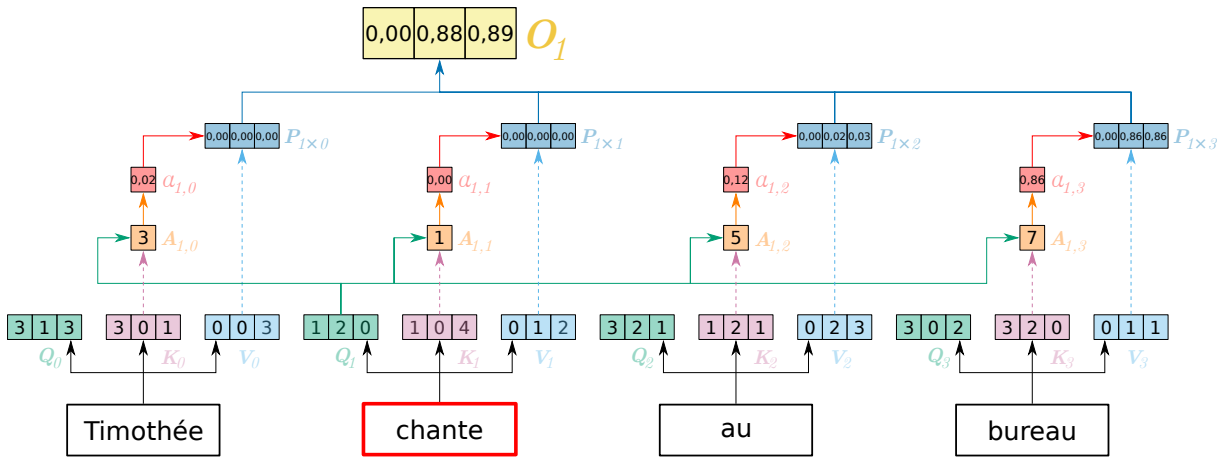 0,00 0,88 0,89 O1
0,00 0,00 0,00 P1×0 0,00 0,00 0,00 P1×1 0,00 0,02 0,03 P1×2 0,00 0,86 0,86 P1×3
0,02 a1,0 0,00 a1,1 0,12 a1,2 0,86 a1,3
3 A1,0 1 A1,1 5 A1,2 7 A1,3
3 1 3 3 0 1 0 0 3 1 2 0 1 0 4 0 1 2 3 2 1 1 2 1 0 2 3 3 0 2 3 2 0 0 1 1
Q0 K0 V0 Q1 K1 V1 Q2 K2 V2 Q3 K3 V3
Timothée chante au bureau